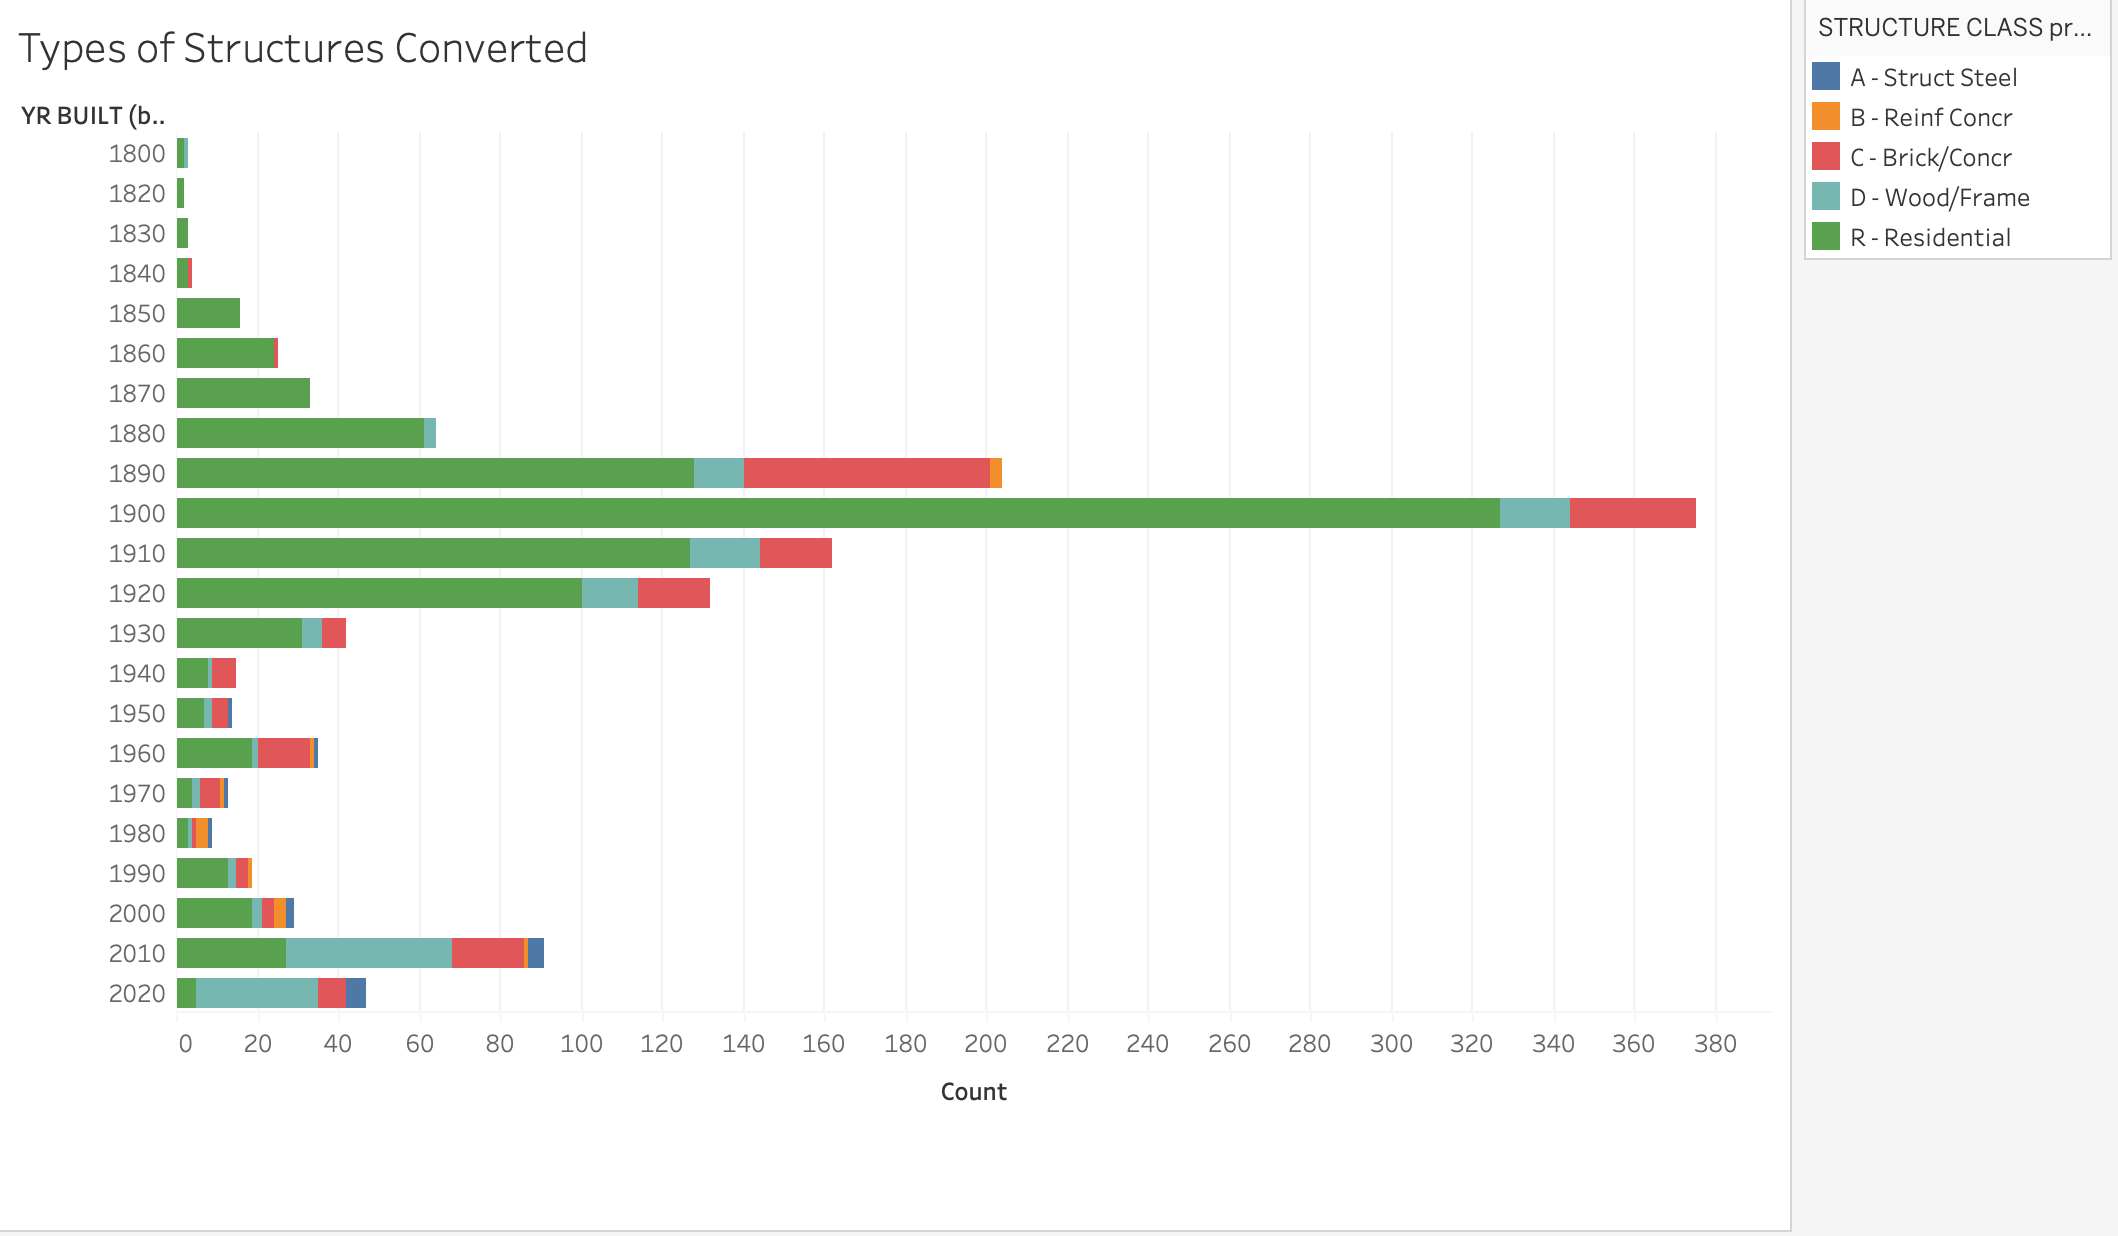 Types of Structures Converted
YR BUILT (b..
1800
1820
1830
1840
1850
1860
1870
1880
1890
1900
1910
1920
1930
1940
1950
1960
1970
1980
1990
2000
2010
2020
0 20 40 60 80 100 120 140 160 180 200 220 240 260 280 300 320 340 360 380
Count
STRUCTURE CLASS pr...
A - Struct Steel
B - Reinf Concr
C - Brick/Concr
D - Wood/Frame
R - Residential